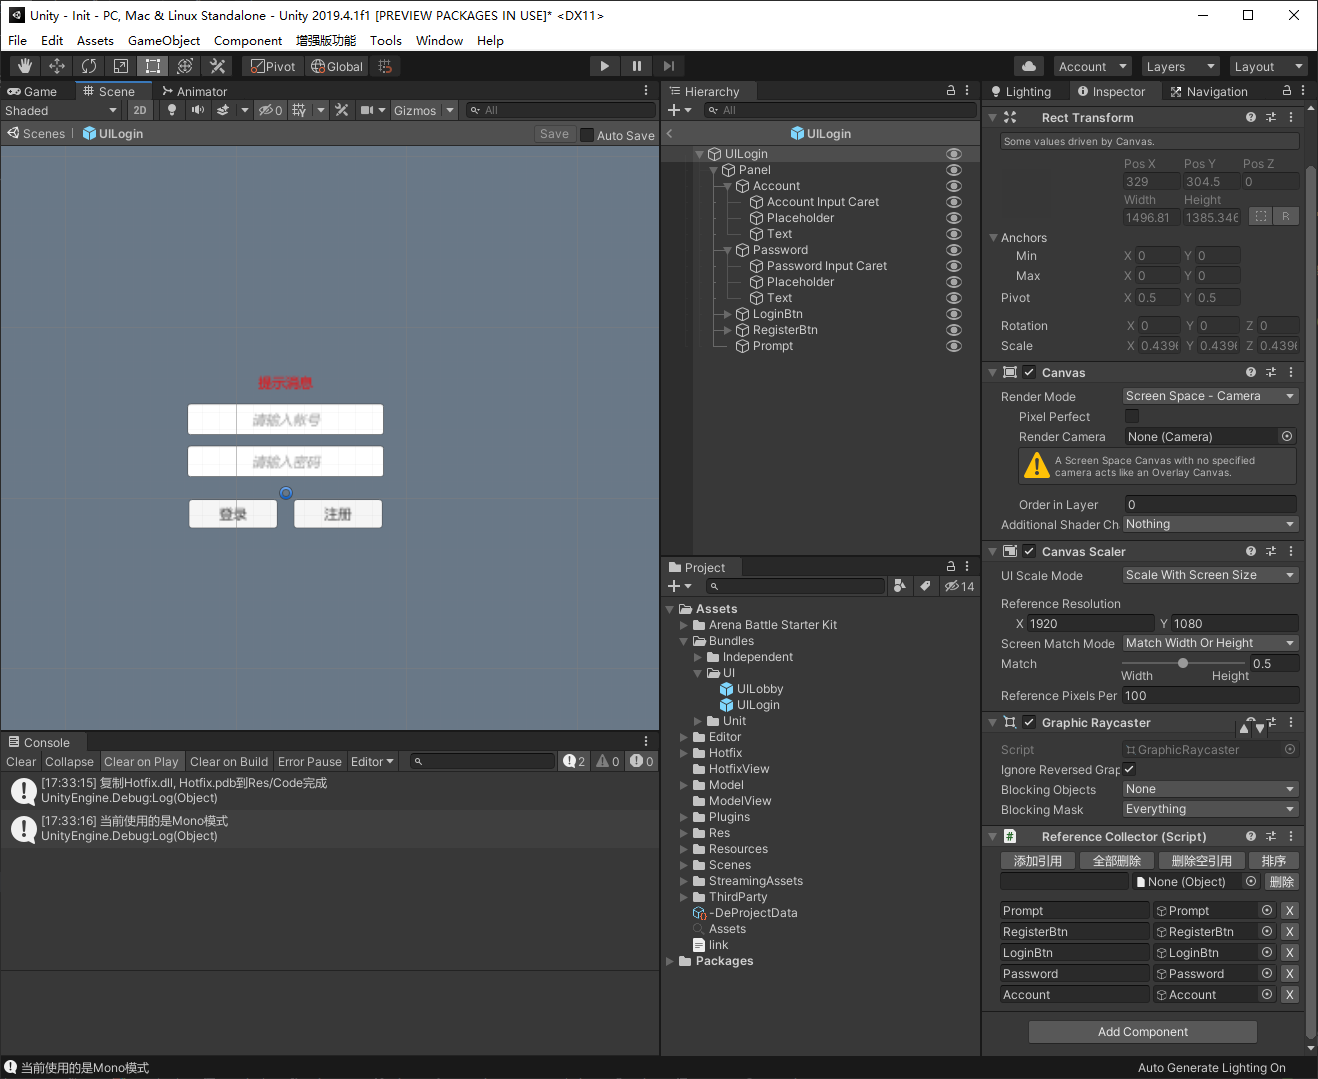 Unity - Init - PC, Mac & Linux Standalone - Unity 2019.4.1f1 [PREVIEW PACKAGES IN USE]* <DX11>
File Edit Assets GameObject Component 增强版功能 Tools Window Help
Pivot Global Account Layers Layout
Game Scene Animator
Shaded 2D 0 Gizmos All
Scenes UILogin Save Auto Save
提示消息
请输入帐号
请输入密码
登录 注册
Console
Clear Collapse Clear on Play Clear on Build Error Pause Editor 2 0 0
[17:33:15] 复制Hotfix.dll, Hotfix.pdb到Res/Code完成
UnityEngine.Debug:Log(Object)
[17:33:16] 当前使用的是Mono模式
UnityEngine.Debug:Log(Object)
Hierarchy
All
UILogin
UILogin
Panel
Account
Account Input Caret
Placeholder
Text
Password
Password Input Caret
Placeholder
Text
LoginBtn
RegisterBtn
Prompt
Project
14
Assets
Arena Battle Starter Kit
Bundles
Independent
UI
UILobby
UILogin
Unit
Editor
Hotfix
HotfixView
Model
ModelView
Plugins
Res
Resources
Scenes
StreamingAssets
ThirdParty
-DeProjectData
Assets
link
Packages
Lighting Inspector Navigation
Rect Transform
Some values driven by Canvas.
Pos X Pos Y Pos Z
329 304.5 0
Width Height
1496.81 1385.346 R
Anchors
Min X 0 Y 0
Max X 0 Y 0
Pivot X 0.5 Y 0.5
Rotation X 0 Y 0 Z 0
Scale X 0.439 Y 0.439 Z 0.439
Canvas
Render Mode Screen Space - Camera
Pixel Perfect
Render Camera None (Camera)
A Screen Space Canvas with no specified
camera acts like an Overlay Canvas.
Order in Layer 0
Additional Shader Ch Nothing
Canvas Scaler
UI Scale Mode Scale With Screen Size
Reference Resolution
X 1920 Y 1080
Screen Match Mode Match Width Or Height
Match 0.5
Width Height
Reference Pixels Per 100
Graphic Raycaster
Script GraphicRaycaster
Ignore Reversed Grap
Blocking Objects None
Blocking Mask Everything
# Reference Collector (Script)
添加引用 全部删除 删除空引用 排序
None (Object) 删除
Prompt Prompt X
RegisterBtn RegisterBtn X
LoginBtn LoginBtn X
Password Password X
Account Account X
Add Component
当前使用的是Mono模式 Auto Generate Lighting On